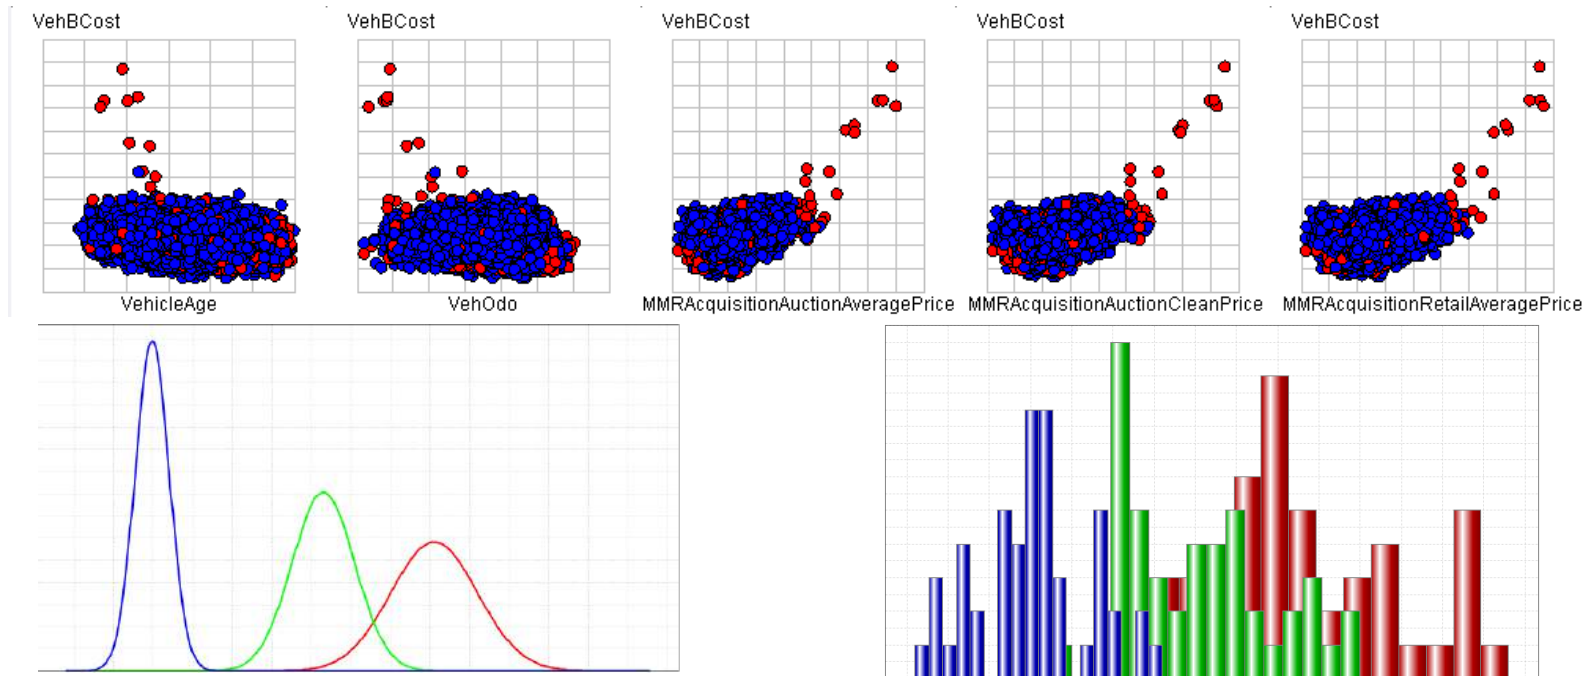 VehBCost VehBCost VehBCost VehBCost VehBCost
VehicleAge VehOdo MMRAcquisitionAuctionAveragePrice MMRAcquisitionAuctionCleanPrice MMRAcquisitionRetailAveragePrice